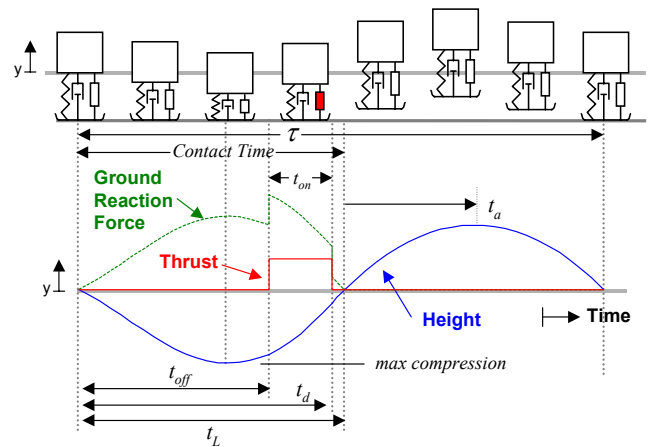 y
τ
Contact Time
t_on
Ground
Reaction
Force
t_a
Thrust
y
Height
Time
max compression
t_off
t_d
t_L